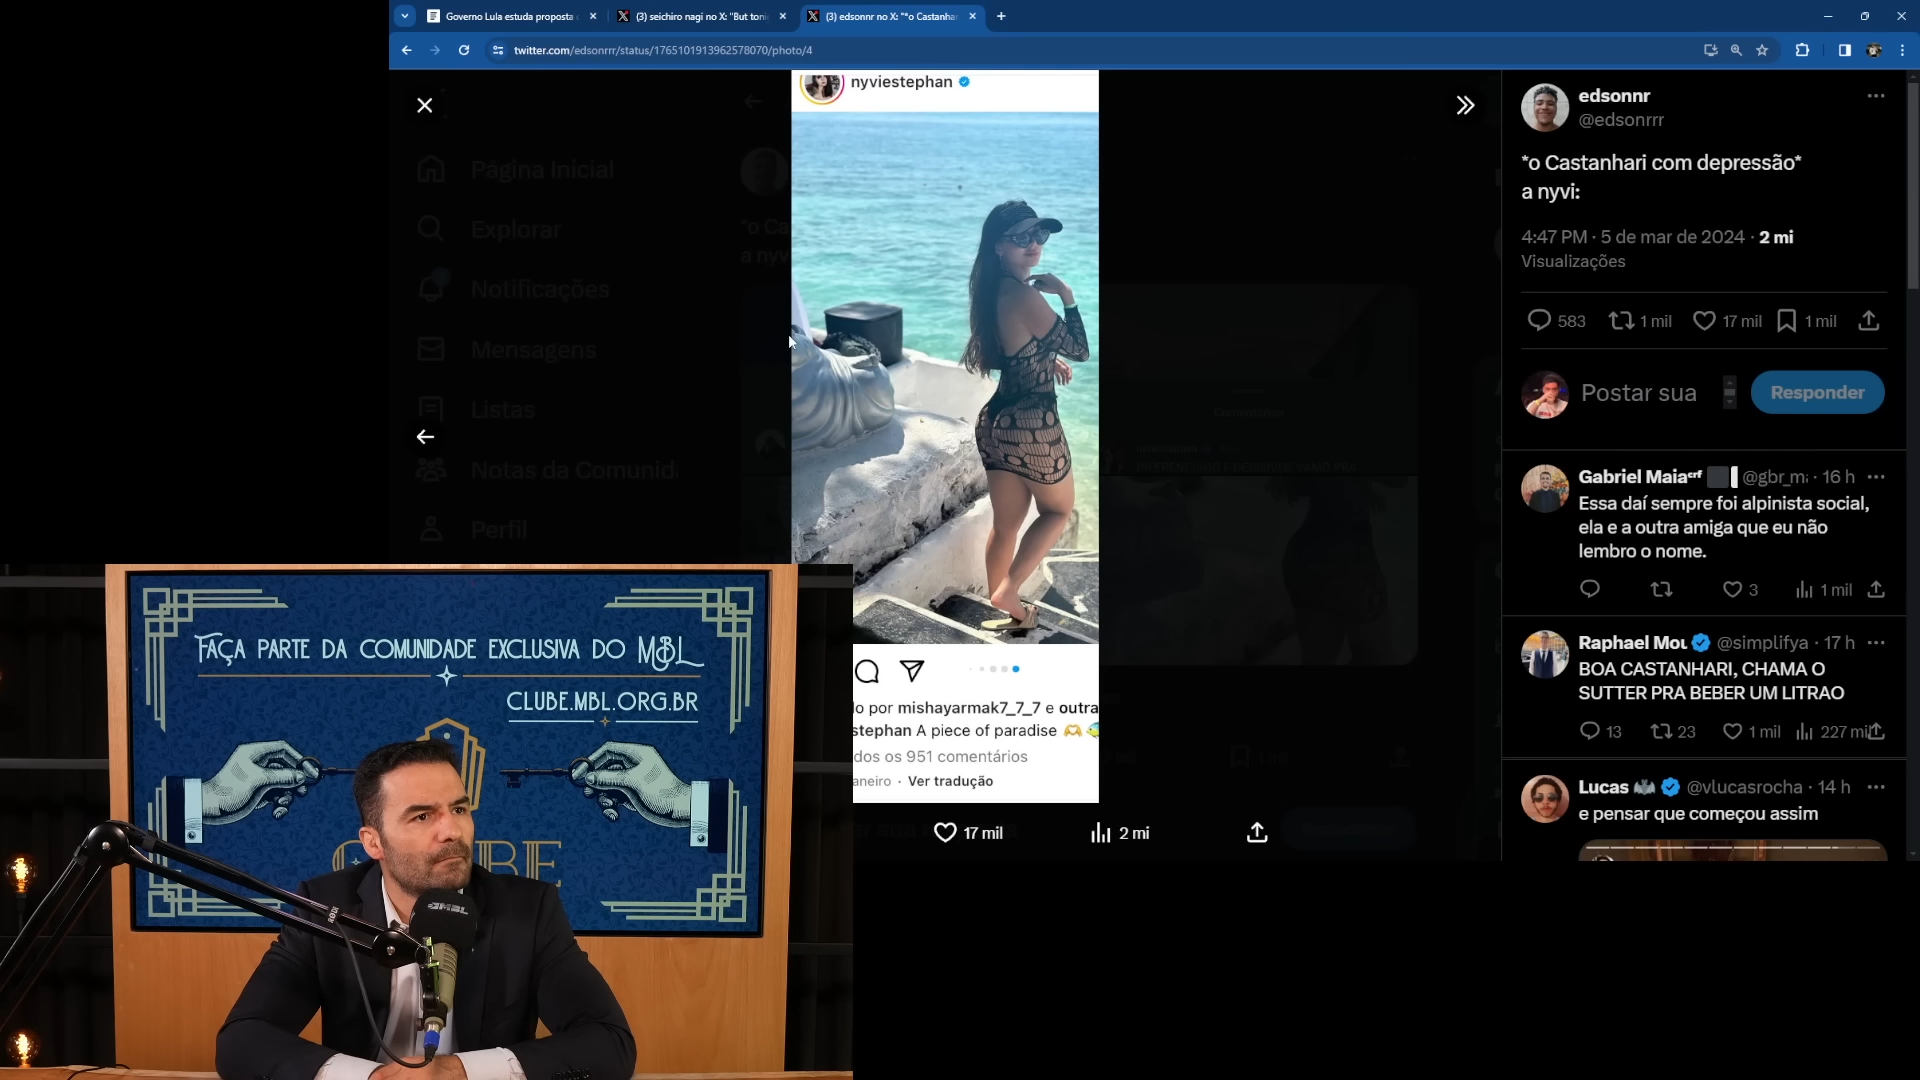 Governo Lula estuda proposta
(3) seichiro nagi no X: "But toni
(3) edsonnr no X: "*o Castanhar
twitter.com/edsonrrr/status/1765101913962578070/photo/4
nyviestephan
Página Inicial
Explorar
Notificações
Mensagens
Listas
Notas da Comunid
Perfil
lo por mishayarmak7_7_7 e outra
stephan A piece of paradise
dos os 951 comentários
aneiro · Ver tradução
17 mil
2 mi
edsonnr
@edsonrrr
*o Castanhari com depressão*
a nyvi:
4:47 PM · 5 de mar de 2024 · 2 mi
Visualizações
583 1 mil 17 mil 1 mil
Postar sua
Responder
Gabriel Maiaᶜʳᶠ @gbr_m · 16 h
Essa daí sempre foi alpinista social,
ela e a outra amiga que eu não
lembro o nome.
3 1 mil
Raphael Mou @simplifya · 17 h
BOA CASTANHARI, CHAMA O
SUTTER PRA BEBER UM LITRAO
13 23 1 mil 227 mil
Lucas @vlucasrocha · 14 h
e pensar que começou assim
FAÇA PARTE DA COMUNIDADE EXCLUSIVA DO MBL
CLUBE.MBL.ORG.BR
MBL
RØDE